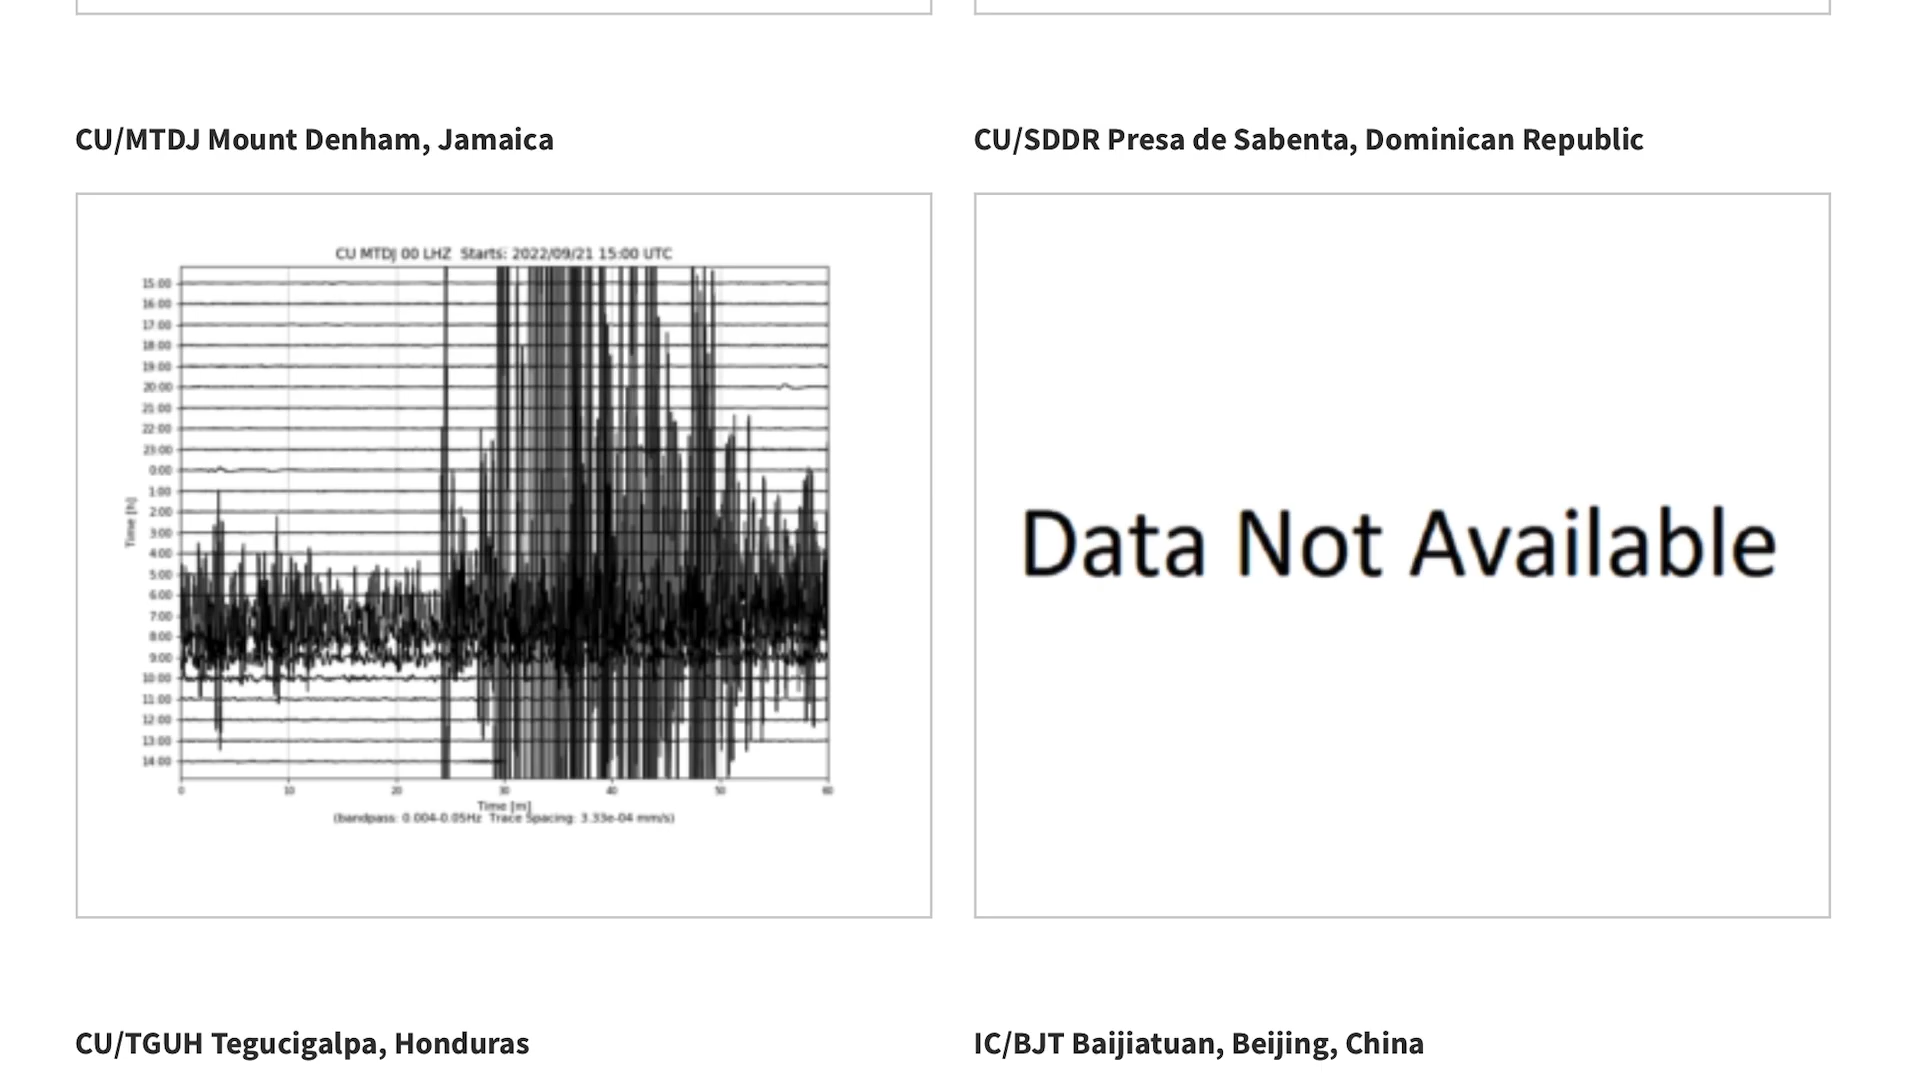 CU/MTDJ Mount Denham, Jamaica
CU/SDDR Presa de Sabenta, Dominican Republic
CU MTDJ 00 LHZ Starts: 2022/09/21 15:00 UTC
15:00
16:00
17:00
18:00
19:00
20:00
21:00
22:00
23:00
0:00
1:00
2:00
3:00
4:00
5:00
6:00
7:00
8:00
9:00
10:00
11:00
12:00
13:00
14:00
Time [h]
0 10 20 30 40 50 60
Time [m]
(bandpass: 0.004-0.05Hz Trace Spacing: 3.33e-04 mm/s)
Data Not Available
CU/TGUH Tegucigalpa, Honduras
IC/BJT Baijiatuan, Beijing, China